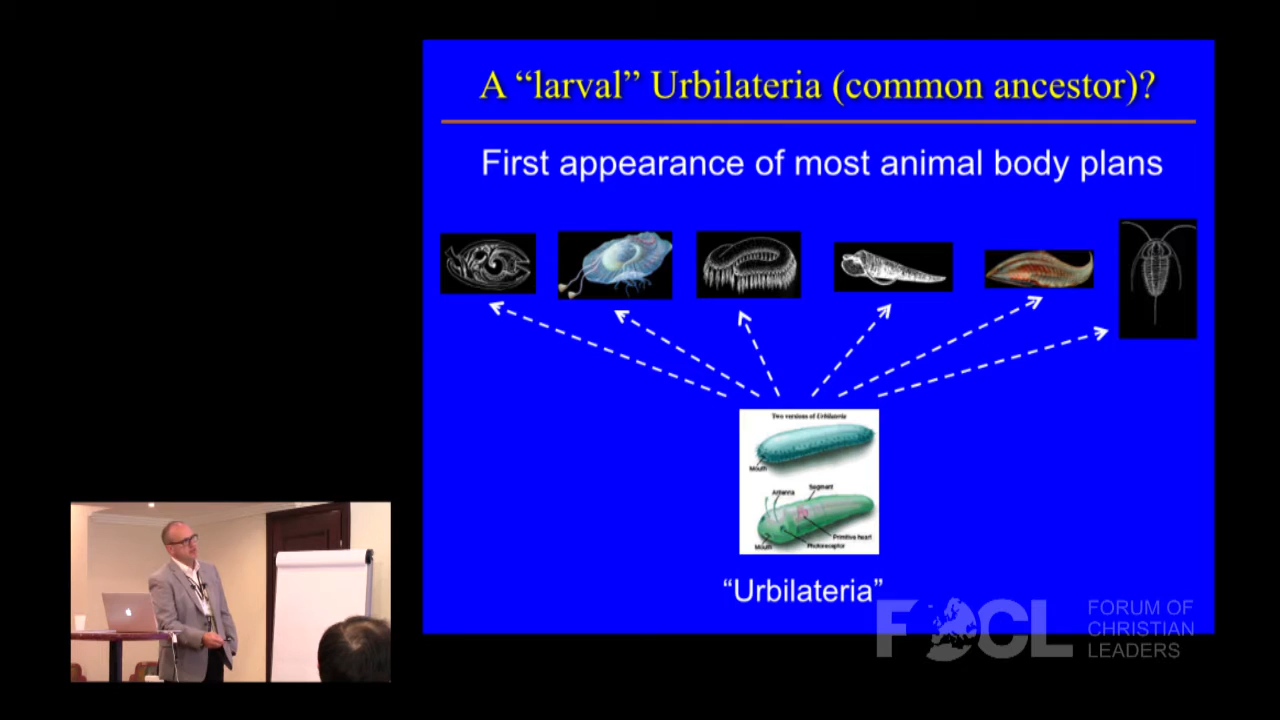 A “larval” Urbilateria (common ancestor)?
First appearance of most animal body plans
Two versions of Urbilateria
Mouth
Antenna
Segment
Primitive heart
Mouth
Photoreceptor
“Urbilateria”
FOCL
FORUM OF
CHRISTIAN
LEADERS